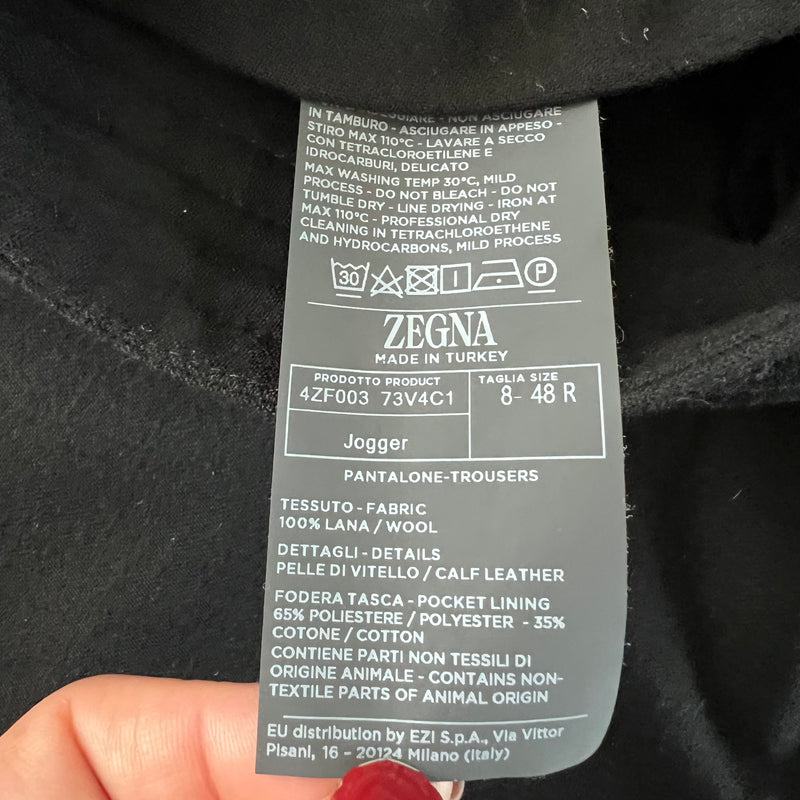 - NON ASCIUGARE
IN TAMBURO - ASCIUGARE IN APPESO -
STIRO MAX 110°C - LAVARE A SECCO
CON TETRACLOROETILENE E
IDROCARBURI, DELICATO
MAX WASHING TEMP 30°C, MILD
PROCESS - DO NOT BLEACH - DO NOT
TUMBLE DRY - LINE DRYING - IRON AT
MAX 110°C - PROFESSIONAL DRY
CLEANING IN TETRACHLOROETHENE
AND HYDROCARBONS, MILD PROCESS
30 P
ZEGNA
MADE IN TURKEY
PRODOTTO PRODUCT
4ZF003 73V4C1
TAGLIA SIZE
8- 48 R
Jogger
PANTALONE-TROUSERS
TESSUTO - FABRIC
100% LANA / WOOL
DETTAGLI - DETAILS
PELLE DI VITELLO / CALF LEATHER
FODERA TASCA - POCKET LINING
65% POLIESTERE / POLYESTER - 35%
COTONE / COTTON
CONTIENE PARTI NON TESSILI DI
ORIGINE ANIMALE - CONTAINS NON-
TEXTILE PARTS OF ANIMAL ORIGIN
EU distribution by EZI S.p.A., Via Vittor
Pisani, 16 - 20124 Milano (Italy)